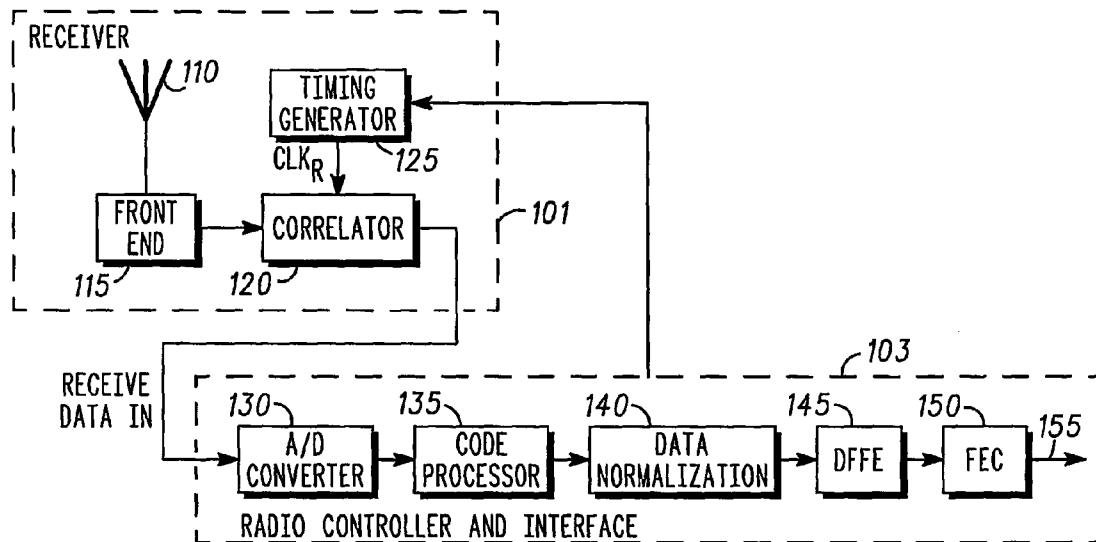 RECEIVER
110
TIMING
GENERATOR
125
CLKR
FRONT
END
CORRELATOR
101
115
120
103
RECEIVE
DATA IN
130
135
140
145
150
155
A/D
CONVERTER
CODE
PROCESSOR
DATA
NORMALIZATION
DFFE
FEC
RADIO CONTROLLER AND INTERFACE